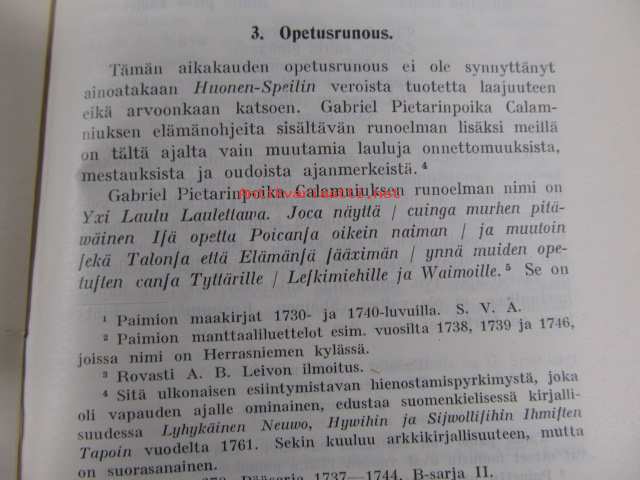 3. Opetusrunous.
Tämän aikakauden opetusrunous ei ole synnyttänyt
ainoatakaan Huonen-Speilin veroista tuotetta laajuuteen
eikä arvoonkaan katsoen. Gabriel Pietarinpoika Calam-
niuksen elämänohjeita sisältävän runoelman lisäksi meillä
on tältä ajalta vain muutamia lauluja onnettomuuksista,
mestauksista ja oudoista ajanmerkeistä.⁴
Gabriel Pietarinpoika Calamniuksen runoelman nimi on
Yxi Laulu Laulettawa. Joca näyttä / cuinga murhen pitä-
wäinen Iſä opetta Poicanſa oikein naiman / ja muutoin
ſekä Talonſa että Elämänſä ſääximän / ynnä muiden ope-
tuſten canſa Tyttärille / Leſkimiehille ja Waimoille.⁵ Se on
¹ Paimion maakirjat 1730- ja 1740-luvuilla. S. V. A.
² Paimion manttaaliluettelot esim. vuosilta 1738, 1739 ja 1746,
joissa nimi on Herrasniemen kylässä.
³ Rovasti A. B. Leivon ilmoitus.
⁴ Sitä ulkonaisen esiintymistavan hienostamispyrkimystä, joka
oli vapauden ajalle ominainen, edustaa suomenkielisessä kirjalli-
suudessa Lyhykäinen Neuwo, Hywihin ja Sijwolliſihin Ihmiſten
Tapoin vuodelta 1761. Sekin kuuluu arkkikirjallisuuteen, mutta
on suorasanainen.
Pääsarja 1737—1744. B-sarja II.